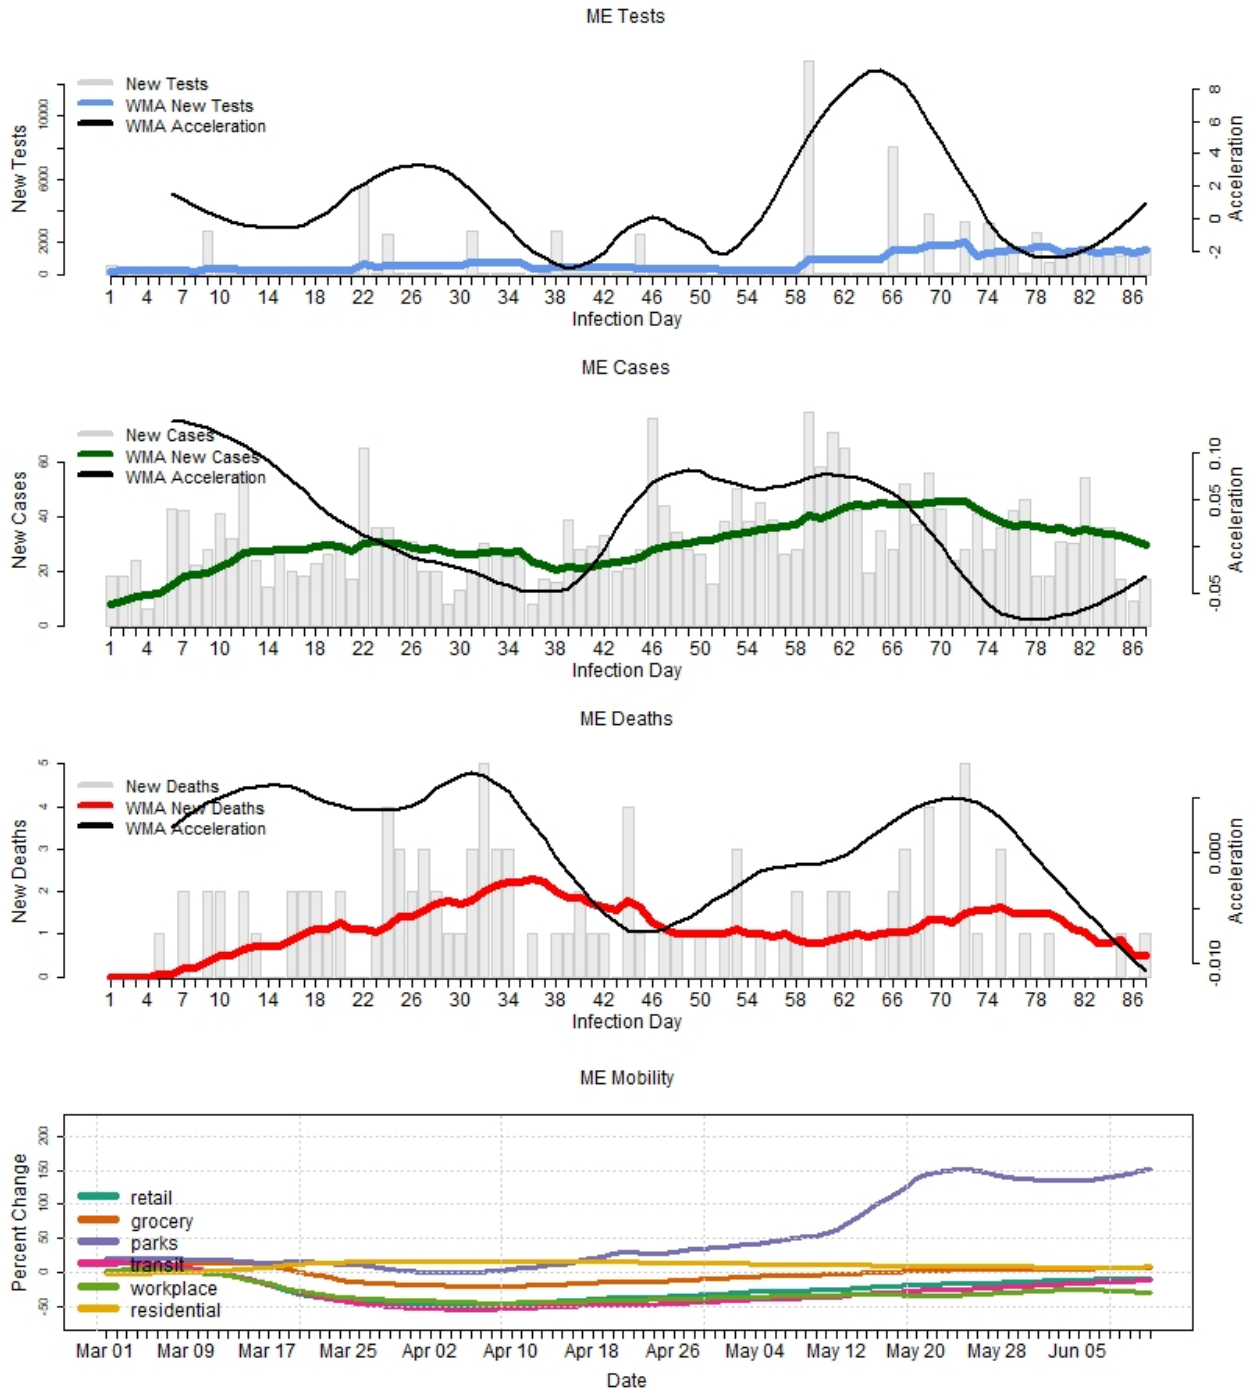 ME Tests
New Tests
WMA New Tests
WMA Acceleration
New Tests
0 2000 6000 10000
Acceleration
-2 0 2 4 6 8
1 4 7 10 14 18 22 26 30 34 38 42 46 50 54 58 62 66 70 74 78 82 86
Infection Day
ME Cases
New Cases
WMA New Cases
WMA Acceleration
New Cases
0 20 40 60
Acceleration
-0.05 0.05 0.10
1 4 7 10 14 18 22 26 30 34 38 42 46 50 54 58 62 66 70 74 78 82 86
Infection Day
ME Deaths
New Deaths
WMA New Deaths
WMA Acceleration
New Deaths
0 1 2 3 4 5
Acceleration
-0.010 0.000
1 4 7 10 14 18 22 26 30 34 38 42 46 50 54 58 62 66 70 74 78 82 86
Infection Day
ME Mobility
Percent Change
-50 0 50 100 150 200
retail
grocery
parks
transit
workplace
residential
Mar 01 Mar 09 Mar 17 Mar 25 Apr 02 Apr 10 Apr 18 Apr 26 May 04 May 12 May 20 May 28 Jun 05
Date